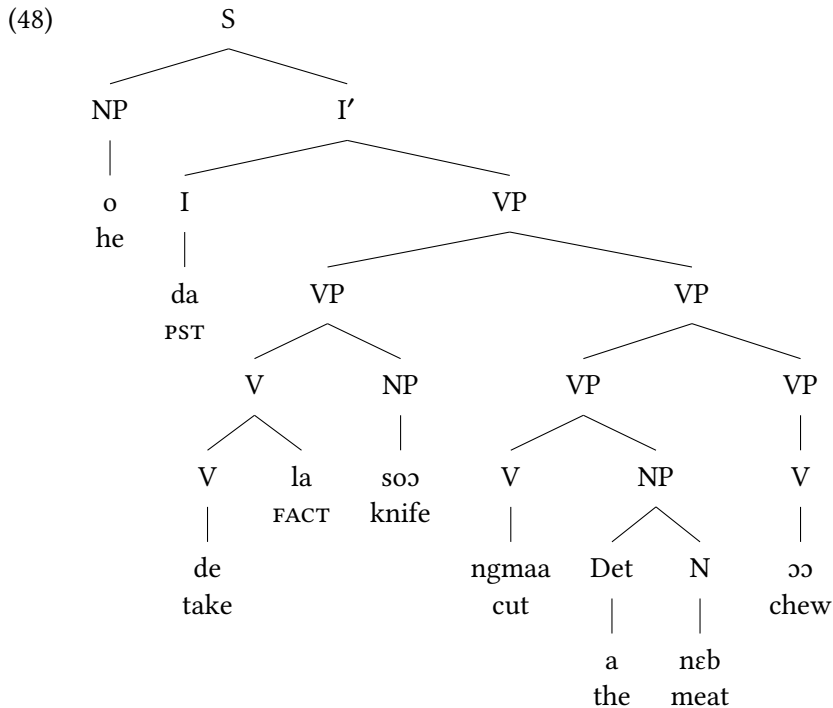 (48) S
NP I′
o I VP
he
da VP VP
PST
V NP VP VP
V la soɔ V NP V
FACT knife
de ngmaa Det N ɔɔ
take cut chew
a nɛb
the meat